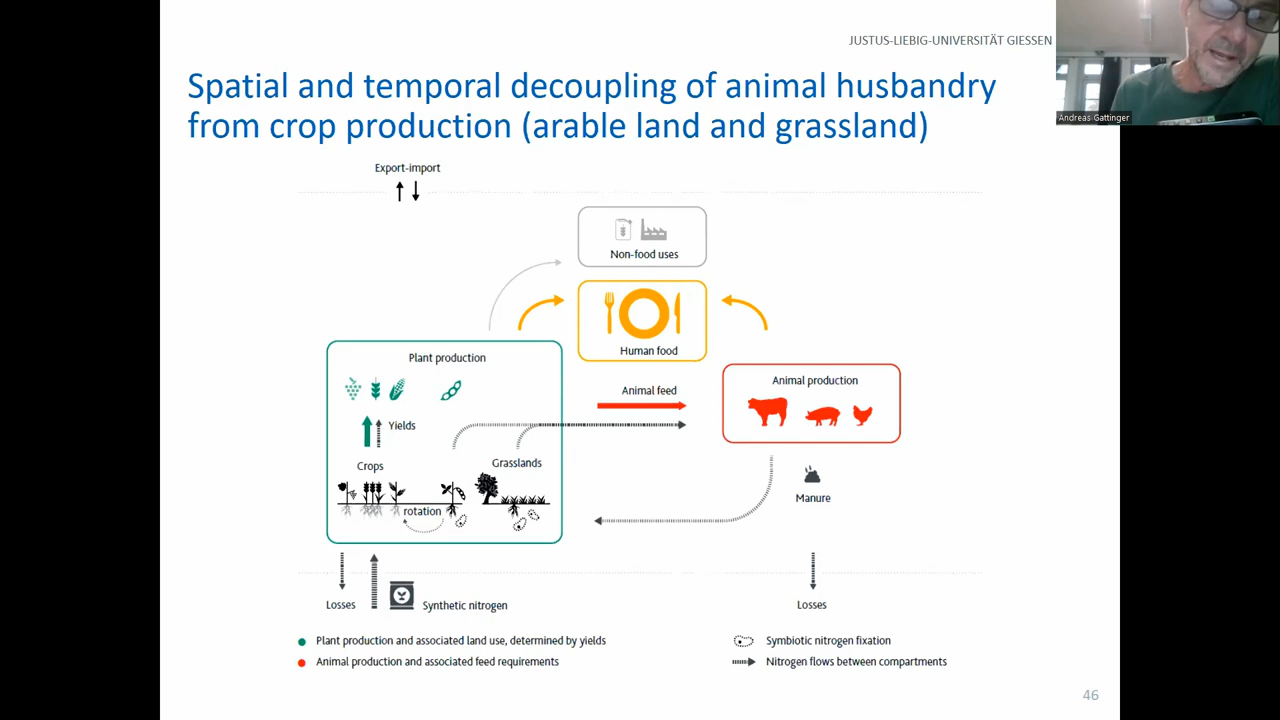 JUSTUS-LIEBIG-UNIVERSITÄT GIESSEN
Andreas Gattinger
Spatial and temporal decoupling of animal husbandry
from crop production (arable land and grassland)
Export-import
Non-food uses
Human food
Plant production
Animal feed
Animal production
Yields
Crops
Grasslands
rotation
Manure
Losses
Synthetic nitrogen
Losses
Plant production and associated land use, determined by yields
Animal production and associated feed requirements
Symbiotic nitrogen fixation
Nitrogen flows between compartments
46